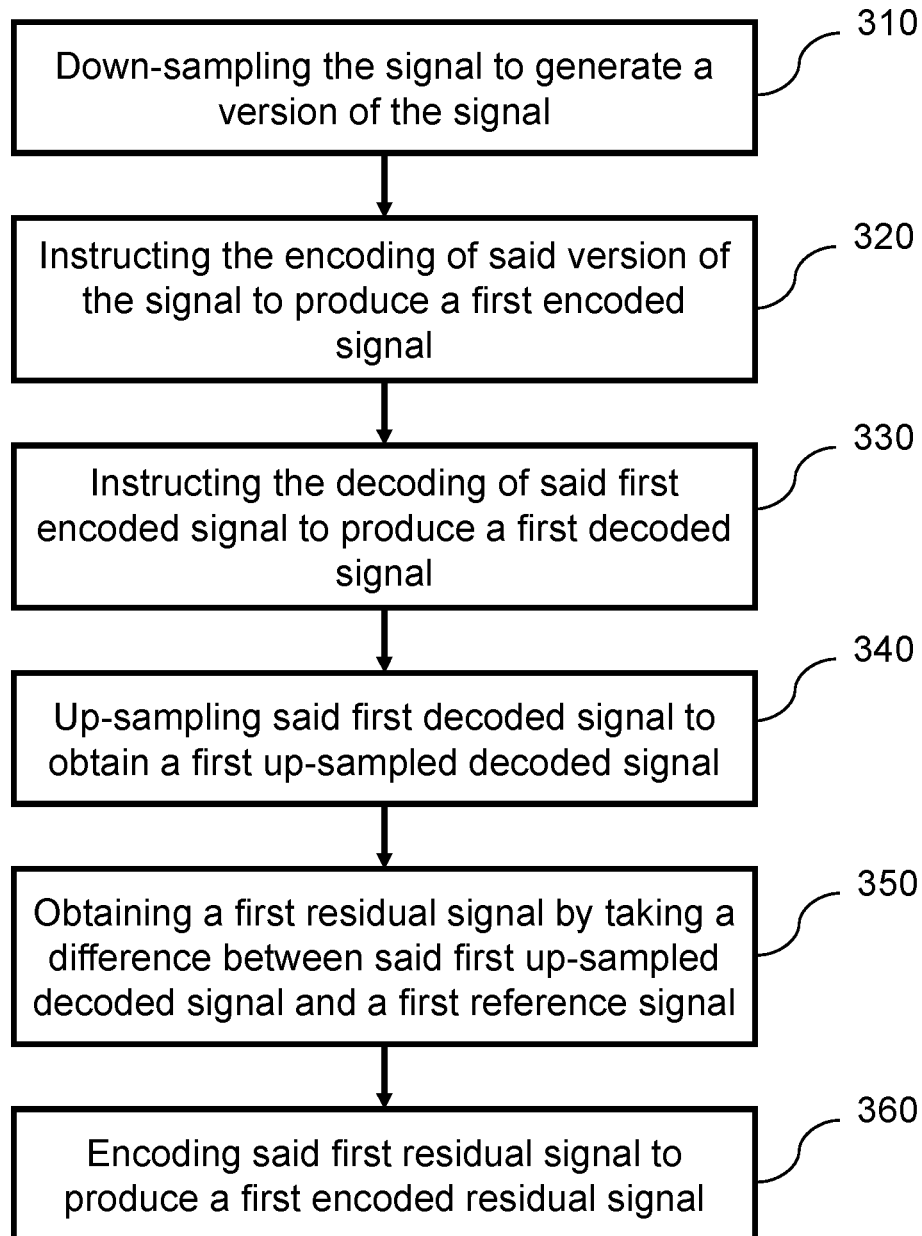 310
Down-sampling the signal to generate a
version of the signal
320
Instructing the encoding of said version of
the signal to produce a first encoded
signal
330
Instructing the decoding of said first
encoded signal to produce a first decoded
signal
340
Up-sampling said first decoded signal to
obtain a first up-sampled decoded signal
350
Obtaining a first residual signal by taking a
difference between said first up-sampled
decoded signal and a first reference signal
360
Encoding said first residual signal to
produce a first encoded residual signal